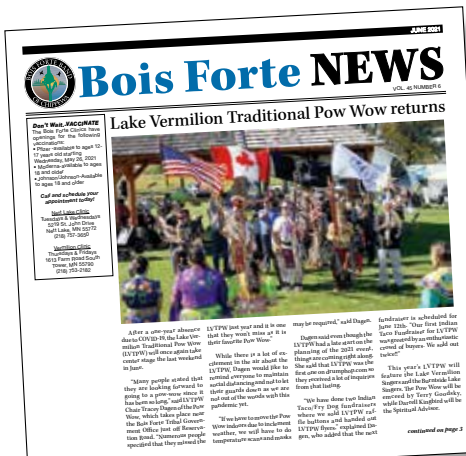 JUNE 2021
BOIS FORTE BAND
OF CHIPPEWA
Bois Forte NEWS
VOL. 45 NUMBER 6
Don't Wait...VACCINATE
The Bois Forte Clinics have
openings for the following
vaccinations:
• Pfizer -available to ages 12-
17 years old starting
Wednesday, May 26, 2021
• Moderna-available to ages
18 and older
• Johnson/Johnson-Available
to ages 18 and older
Call and schedule your
appointment today!
Nett Lake Clinic
Tuesdays & Wednesdays
5219 St. John Drive
Nett Lake, MN 55772
(218) 757-3650
Vermilion Clinic
Thursdays & Fridays
1613 Farm Road South
Tower, MN 55790
(218) 753-2182
Lake Vermilion Traditional Pow Wow returns
After a one-year absence
due to COVID-19, the Lake Ver-
milion Traditional Pow Wow
(LVTPW) will once again take
center stage the last weekend
in June.
"Many people stated that
they are looking forward to
going to a pow-wow since it
has been so long," said LVTPW
Chair Tracey Dagen of the Pow
Wow, which takes place near
the Bois Forte Tribal Govern-
ment Office just off Reserva-
tion Road. "Numerous people
specified that they missed the
LVTPW last year and it is one
that they won't miss as it is
their favorite Pow Wow."
While there is a lot of ex-
citement in the air about the
LVTPW, Dagen would like to
remind everyone to maintain
social distancing and not to let
their guards down as we are
not out of the woods with this
pandemic yet.
"If we have to move the Pow
Wow indoors due to inclement
weather, we will have to do
temperature scans and masks
may be required," said Dagen.
Dagen said even though the
LVTPW had a late start on the
planning of the 2021 event,
things are coming right along.
She said that LVTPW was the
first one on drumhop.com so
they received a lot of inquiries
from that listing.
"We have done two Indian
Taco/Fry Dog fundraisers
where we sold LVTPW raf-
fle buttons and handed out
LVTPW flyers." explained Da-
gen, who added that the next
fundraiser is scheduled for
June 12th. "Our first Indian
Taco Fundraiser for LVTPW
was greeted by an enthusiastic
crowd of buyers- We sold out
twice!!"
This year's LVTPW will
feature the Lake Vermilion
Singers and the Burntside Lake
Singers. The Pow Wow will be
emceed by Terry Goodsky,
while Darrell Kingbird will be
the Spiritual Advisor.
continued on page 3